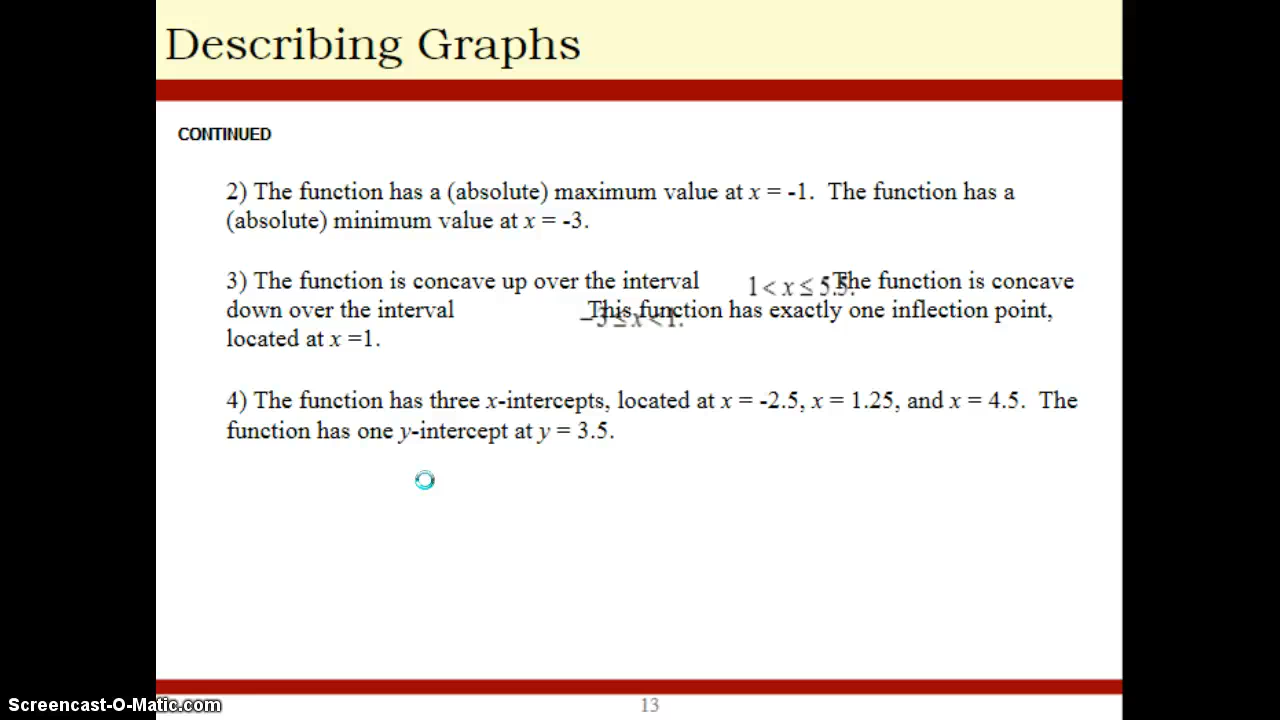 Describing Graphs
CONTINUED
2) The function has a (absolute) maximum value at x = -1. The function has a
(absolute) minimum value at x = -3.
3) The function is concave up over the interval 1 < x ≤ 5.5. The function is concave
down over the interval −3 ≤ x < 1. This function has exactly one inflection point,
located at x =1.
4) The function has three x-intercepts, located at x = -2.5, x = 1.25, and x = 4.5. The
function has one y-intercept at y = 3.5.
Screencast-O-Matic.com
13